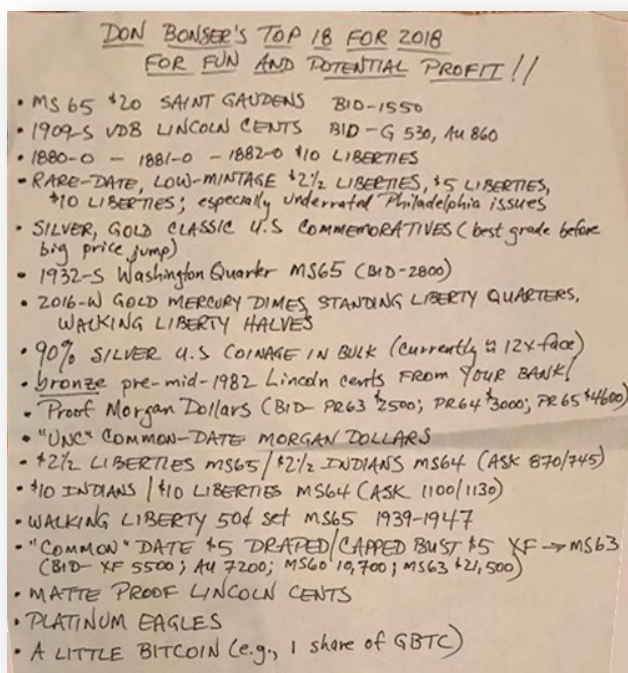 DON BONSER'S TOP 18 FOR 2018
FOR FUN AND POTENTIAL PROFIT!!
• MS 65 $20 SAINT GAUDENS BID-1550
• 1909-S VDB LINCOLN CENTS BID-G 530, AU 860
• 1880-O - 1881-O - 1882-O $10 LIBERTIES
• RARE-DATE, LOW-MINTAGE $2½ LIBERTIES, $5 LIBERTIES,
$10 LIBERTIES; especially underrated Philadelphia issues
• SILVER, GOLD CLASSIC U.S COMMEMORATIVES (best grade before
big price jump)
• 1932-S Washington Quarter MS65 (BID-2800)
• 2016-W GOLD MERCURY DIMES, STANDING LIBERTY QUARTERS,
WALKING LIBERTY HALVES
• 90% SILVER U.S COINAGE IN BULK (currently ≈ 12x face)
• bronze pre-mid-1982 Lincoln cents FROM YOUR BANK!
• Proof Morgan Dollars (BID- PR63 $2500; PR64 $3000; PR65 $4600)
• "UNC" COMMON-DATE MORGAN DOLLARS
• $2½ LIBERTIES MS65/$2½ INDIANS MS64 (ASK 870/745)
• $10 INDIANS / $10 LIBERTIES MS64 (ASK 1100/1130)
• WALKING LIBERTY 50¢ set MS65 1939-1947
• "COMMON" DATE $5 DRAPED/CAPPED BUST $5 XF → MS63
(BID- XF 5500; AU 7200; MS60 10,700; MS63 $21,500)
• MATTE PROOF LINCOLN CENTS
• PLATINUM EAGLES
• A LITTLE BITCOIN (e.g., 1 share of GBTC)